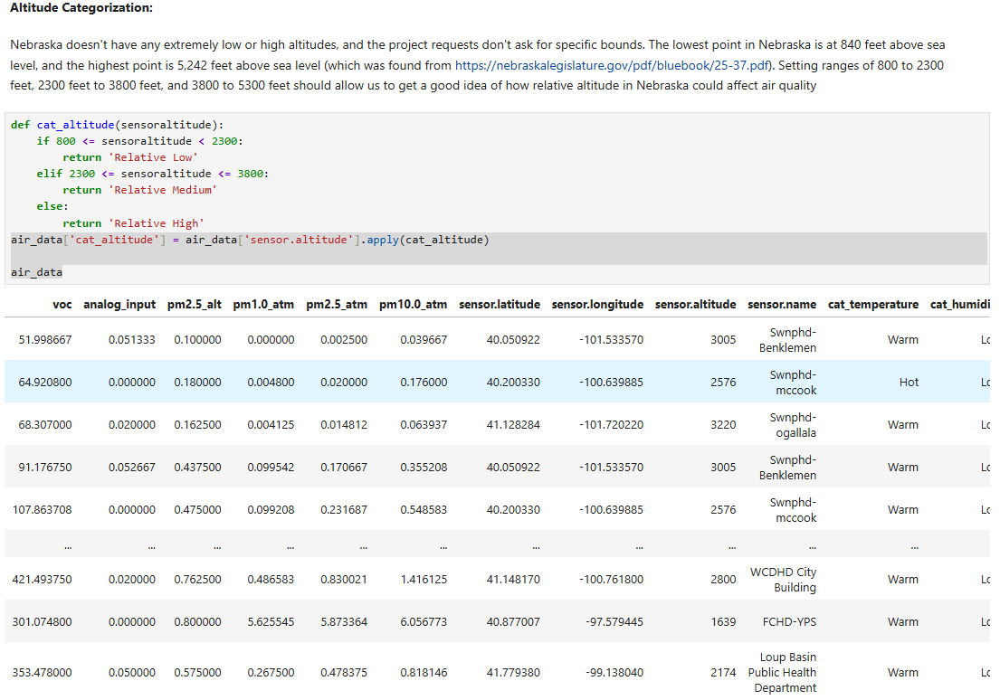 Altitude Categorization:
Nebraska doesn't have any extremely low or high altitudes, and the project requests don't ask for specific bounds. The lowest point in Nebraska is at 840 feet above sea
level, and the highest point is 5,242 feet above sea level (which was found from https://nebraskalegislature.gov/pdf/bluebook/25-37.pdf). Setting ranges of 800 to 2300
feet, 2300 feet to 3800 feet, and 3800 to 5300 feet should allow us to get a good idea of how relative altitude in Nebraska could affect air quality
def cat_altitude(sensoraltitude):
    if 800 <= sensoraltitude < 2300:
        return 'Relative Low'
    elif 2300 <= sensoraltitude <= 3800:
        return 'Relative Medium'
    else:
        return 'Relative High'
air_data['cat_altitude'] = air_data['sensor.altitude'].apply(cat_altitude)
air_data
voc analog_input pm2.5_alt pm1.0_atm pm2.5_atm pm10.0_atm sensor.latitude sensor.longitude sensor.altitude sensor.name cat_temperature cat_humidi
51.998667 0.051333 0.100000 0.000000 0.002500 0.039667 40.050922 -101.533570 3005 Swnphd-
Benklemen Warm Lo
64.920800 0.000000 0.180000 0.004800 0.020000 0.176000 40.200330 -100.639885 2576 Swnphd-
mccook Hot Lo
68.307000 0.020000 0.162500 0.004125 0.014812 0.063937 41.128284 -101.720220 3220 Swnphd-
ogallala Warm Lo
91.176750 0.052667 0.437500 0.099542 0.170667 0.355208 40.050922 -101.533570 3005 Swnphd-
Benklemen Warm Lo
107.863708 0.000000 0.475000 0.099208 0.231687 0.548583 40.200330 -100.639885 2576 Swnphd-
mccook Warm Lo
... ... ... ... ... ... ... ... ... ... ...
421.493750 0.020000 0.762500 0.486583 0.830021 1.416125 41.148170 -100.761800 2800 WCDHD City
Building Warm Lo
301.074800 0.000000 0.800000 5.625545 5.873364 6.056773 40.877007 -97.579445 1639 FCHD-YPS Warm Lo
353.478000 0.050000 0.575000 0.267500 0.478375 0.818146 41.779380 -99.138040 2174 Loup Basin
Public Health
Department Warm Lo